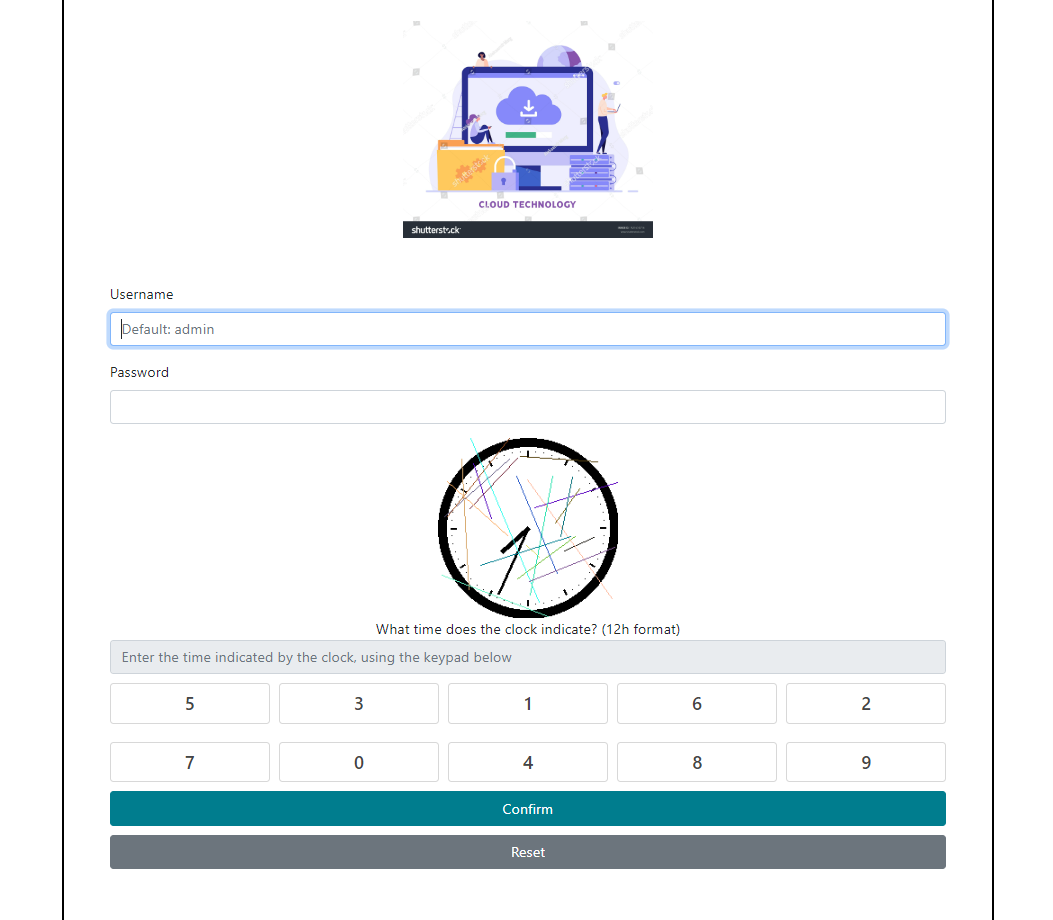 CLOUD TECHNOLOGY
shutterstock
Username
Default: admin
Password
What time does the clock indicate? (12h format)
Enter the time indicated by the clock, using the keypad below
5 3 1 6 2
7 0 4 8 9
Confirm
Reset